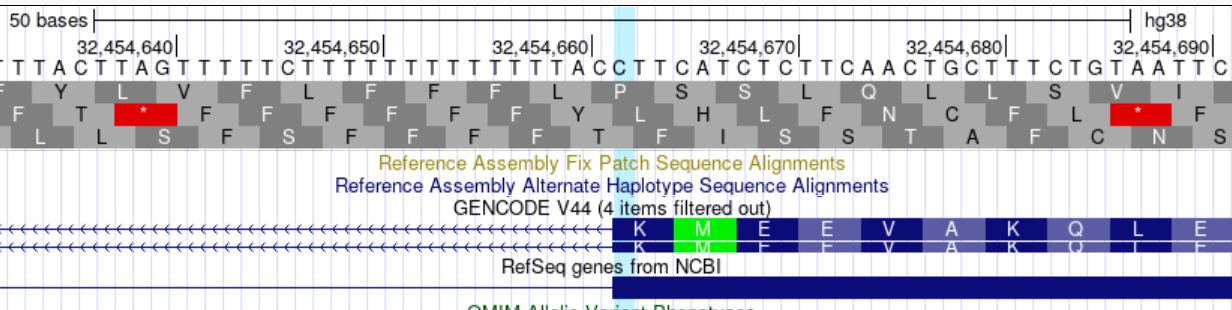 50 bases hg38
32,454,640 32,454,650 32,454,660 32,454,670 32,454,680 32,454,690
T T T A C T T A G T T T T T C T T T T T T T T T T T T A C C T T C A T C T C T T C A A C T G C T T T C T G T A A T T C
Y L V F L F F F L P S S L Q L L S V I
F T * F F F F F F Y L H L F N C F L * F
L L S F S F F F F T F I S S T A F C N S
Reference Assembly Fix Patch Sequence Alignments
Reference Assembly Alternate Haplotype Sequence Alignments
GENCODE V44 (4 items filtered out)
K M E E V A K Q L E
RefSeq genes from NCBI